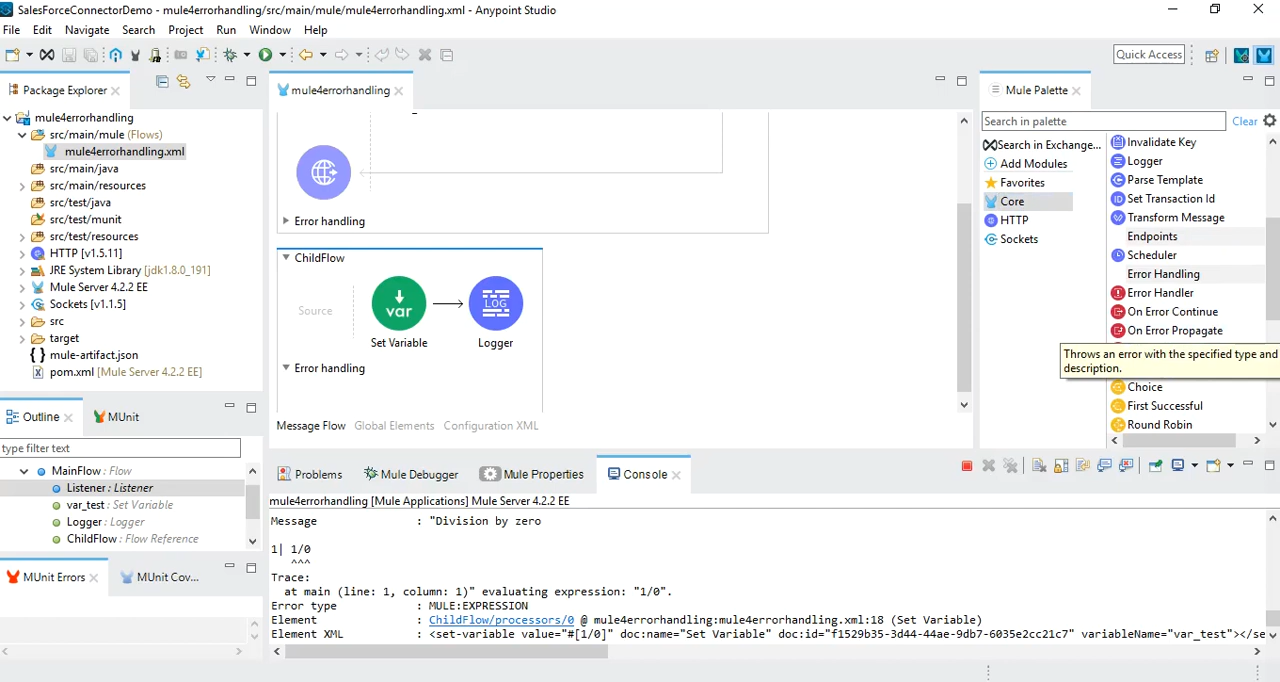 SalesForceConnectorDemo - mule4errorhandling/src/main/mule/mule4errorhandling.xml - Anypoint Studio
File Edit Navigate Search Project Run Window Help
Quick Access
Package Explorer
mule4errorhandling
src/main/mule (Flows)
mule4errorhandling.xml
src/main/java
src/main/resources
src/test/java
src/test/munit
src/test/resources
HTTP [v1.5.11]
JRE System Library [jdk1.8.0_191]
Mule Server 4.2.2 EE
Sockets [v1.1.5]
src
target
mule-artifact.json
pom.xml [Mule Server 4.2.2 EE]
Outline
MUnit
type filter text
MainFlow : Flow
Listener : Listener
var_test : Set Variable
Logger : Logger
ChildFlow : Flow Reference
MUnit Errors
MUnit Cov...
mule4errorhandling
Error handling
ChildFlow
Source
var
LOG
Set Variable
Logger
Error handling
Message Flow Global Elements Configuration XML
Mule Palette
Search in palette
Clear
Search in Exchange...
Add Modules
Favorites
Core
HTTP
Sockets
Invalidate Key
Logger
Parse Template
Set Transaction Id
Transform Message
Endpoints
Scheduler
Error Handling
Error Handler
On Error Continue
On Error Propagate
Throws an error with the specified type and
description.
Choice
First Successful
Round Robin
Problems
Mule Debugger
Mule Properties
Console
mule4errorhandling [Mule Applications] Mule Server 4.2.2 EE
Message : "Division by zero
1| 1/0
^^^
Trace:
at main (line: 1, column: 1)" evaluating expression: "1/0".
Error type : MULE:EXPRESSION
Element : ChildFlow/processors/0 @ mule4errorhandling:mule4errorhandling.xml:18 (Set Variable)
Element XML : <set-variable value="#[1/0]" doc:name="Set Variable" doc:id="f1529b35-3d44-44ae-9db7-6035e2cc21c7" variableName="var_test"></se